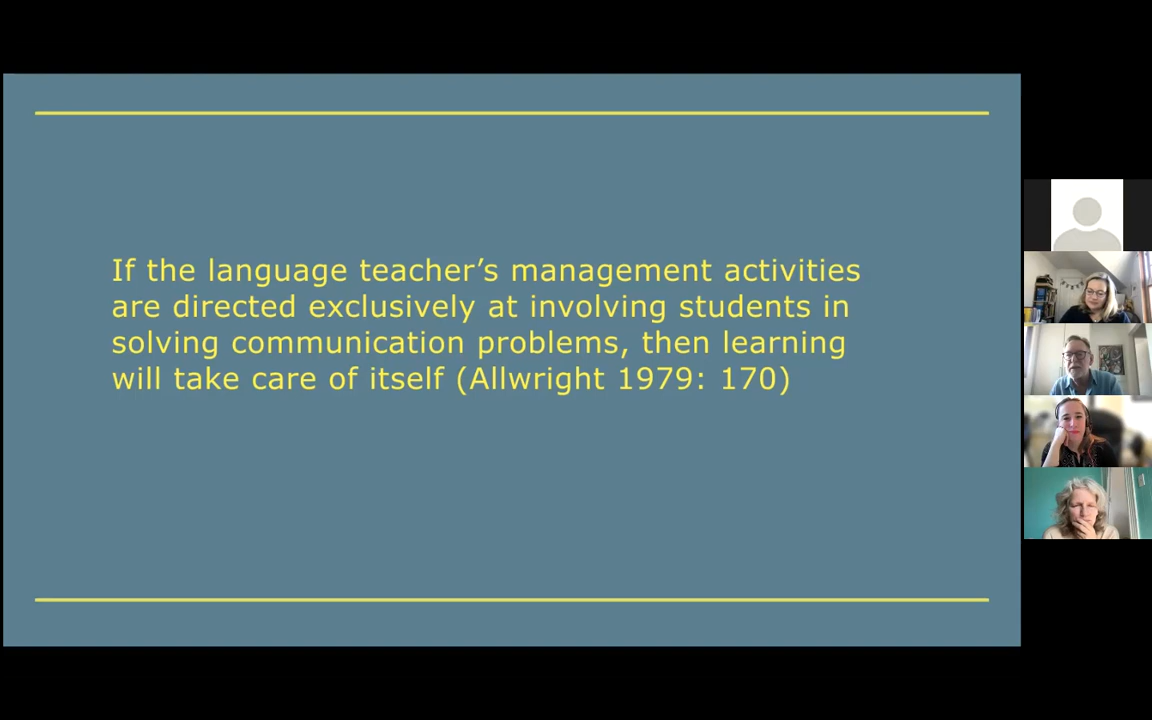 If the language teacher’s management activities
are directed exclusively at involving students in
solving communication problems, then learning
will take care of itself (Allwright 1979: 170)